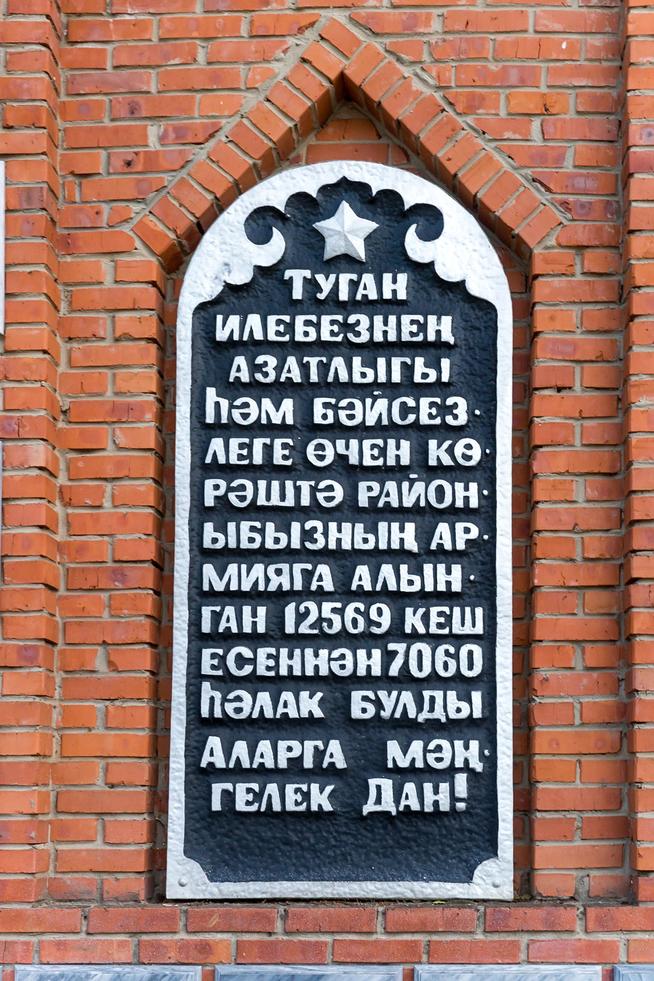 Туган
илебезнең
азатлыгы
һәм бәйсез-
леге өчен кө-
рәштә район-
ыбызның ар-
мияга алын-
ган 12569 кеш
есеннән 7060
һәлак булды
Аларга мәң-
гелек дан!